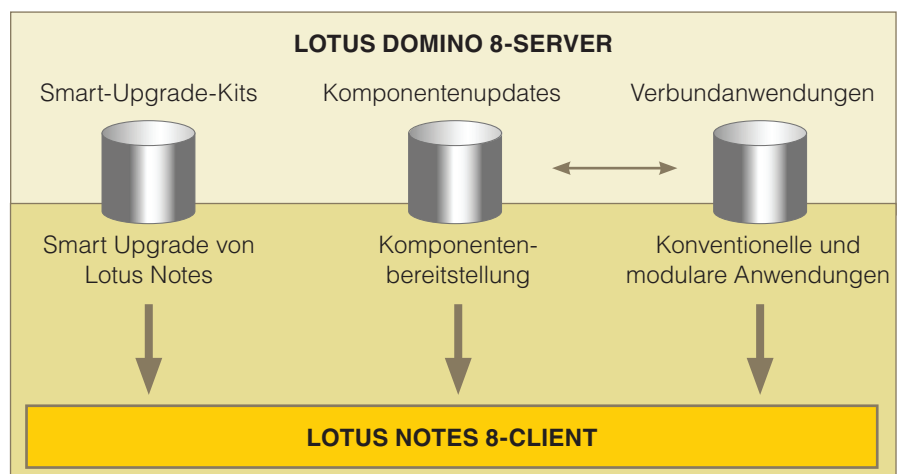 LOTUS DOMINO 8-SERVER
Smart-Upgrade-Kits
Komponentenupdates
Verbundanwendungen
Smart Upgrade von
Lotus Notes
Komponenten-
bereitstellung
Konventionelle und
modulare Anwendungen
LOTUS NOTES 8-CLIENT